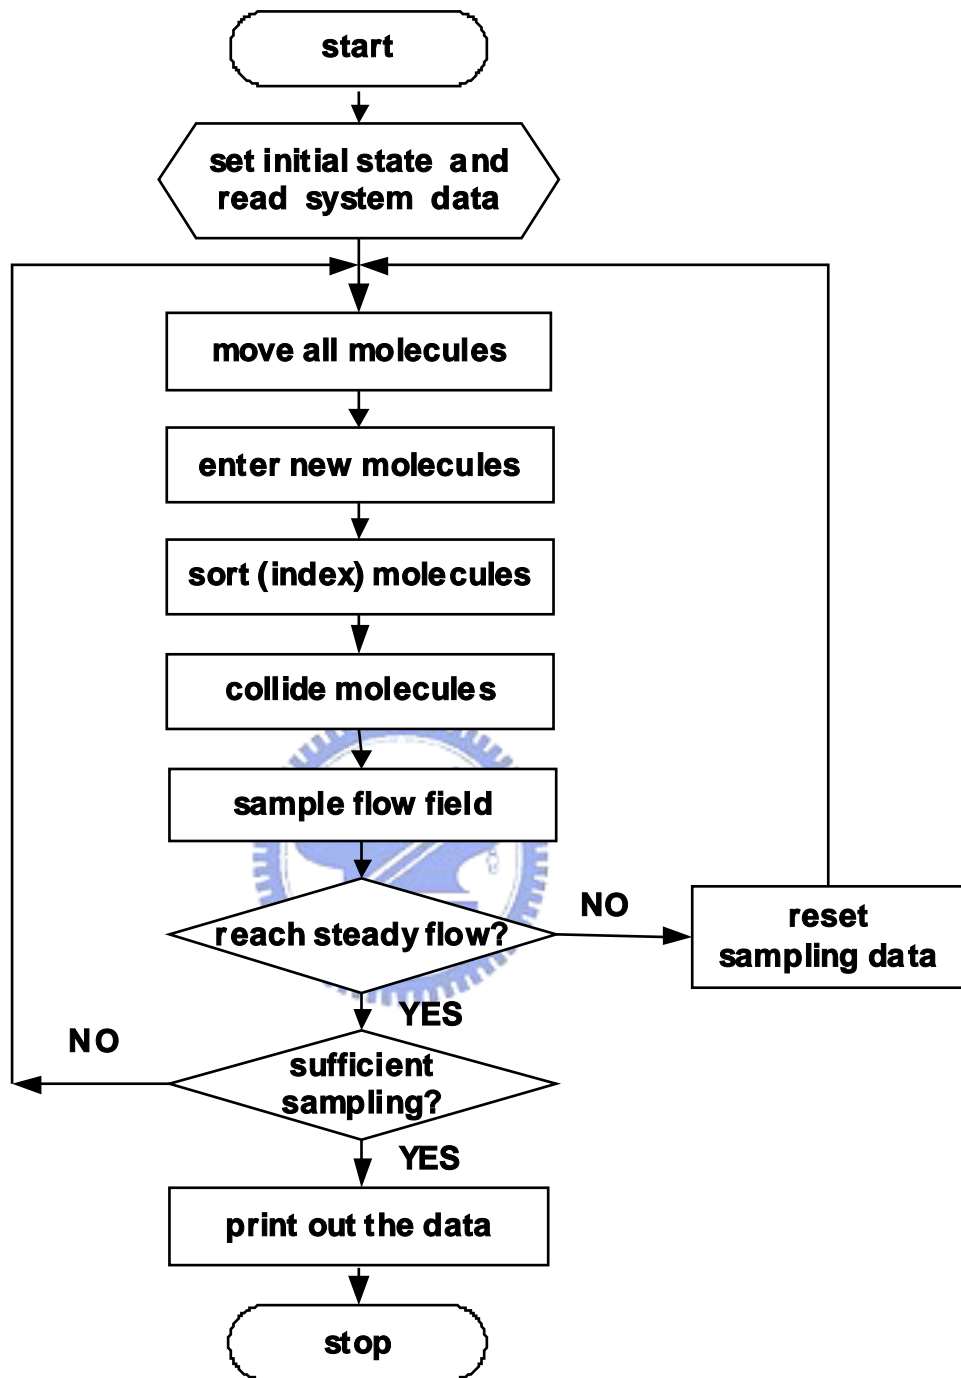 start
set initial state and
read system data
move all molecules
enter new molecules
sort (index) molecules
collide molecules
sample flow field
reach steady flow?
NO
reset
sampling data
YES
sufficient
sampling?
NO
YES
print out the data
stop